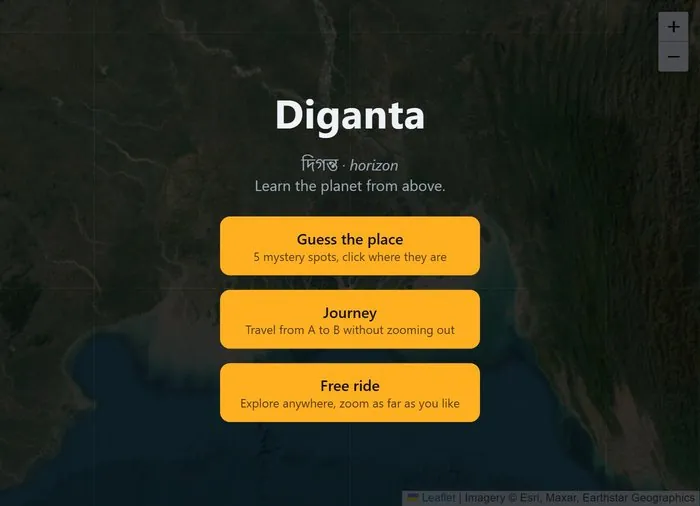 +
−
Diganta
দিগন্ত · horizon
Learn the planet from above.
Guess the place
5 mystery spots, click where they are
Journey
Travel from A to B without zooming out
Free ride
Explore anywhere, zoom as far as you like
Leaflet | Imagery © Esri, Maxar, Earthstar Geographics